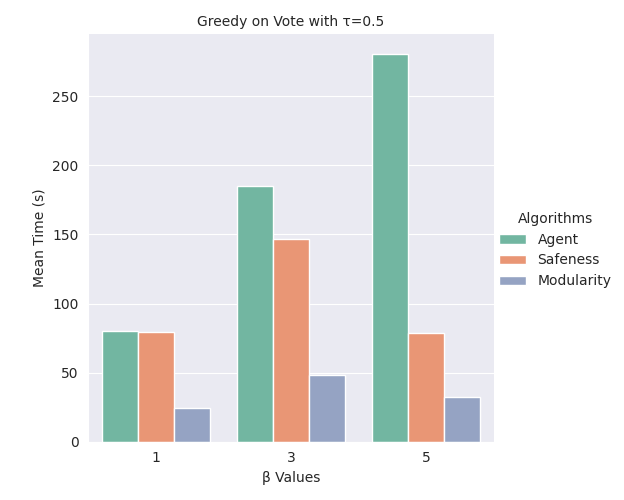 Greedy on Vote with τ=0.5
Mean Time (s)
250
200
150
100
50
0
1
3
5
β Values
Algorithms
Agent
Safeness
Modularity